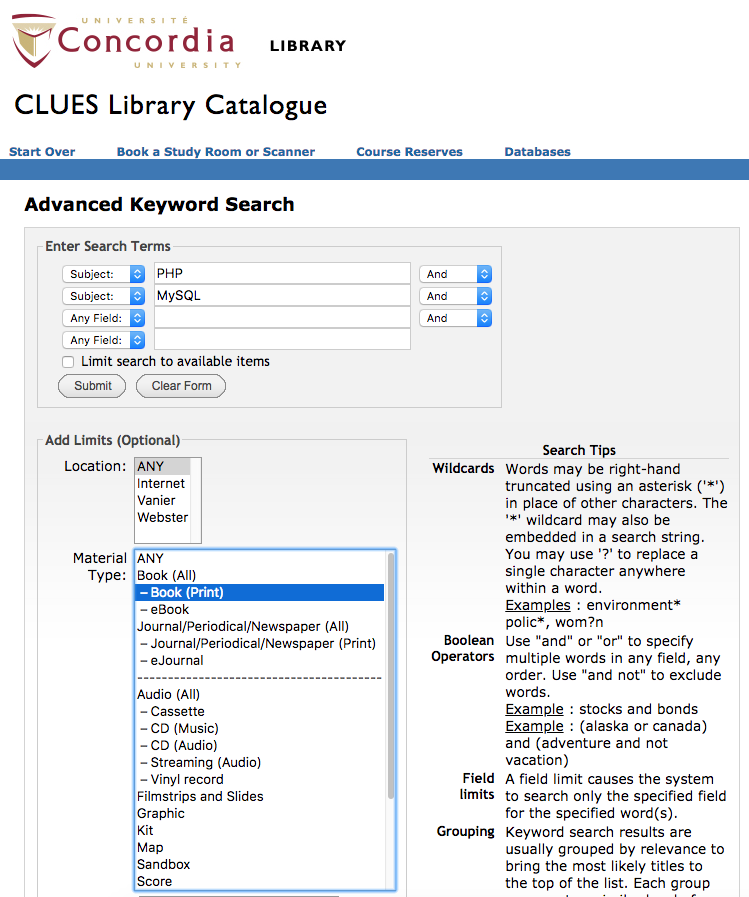 UNIVERSITÉ
Concordia
UNIVERSITY
LIBRARY
CLUES Library Catalogue
Start Over Book a Study Room or Scanner Course Reserves Databases
Advanced Keyword Search
Enter Search Terms
Subject: PHP And
Subject: MySQL And
Any Field: And
Any Field:
Limit search to available items
Submit Clear Form
Add Limits (Optional)
Location: ANY
Internet
Vanier
Webster
Material Type:
ANY
Book (All)
– Book (Print)
– eBook
Journal/Periodical/Newspaper (All)
– Journal/Periodical/Newspaper (Print)
– eJournal
----------------------------------------
Audio (All)
– Cassette
– CD (Music)
– CD (Audio)
– Streaming (Audio)
– Vinyl record
Filmstrips and Slides
Graphic
Kit
Map
Sandbox
Score
Search Tips
Wildcards Words may be right-hand
truncated using an asterisk ('*')
in place of other characters. The
'*' wildcard may also be
embedded in a search string.
You may use '?' to replace a
single character anywhere
within a word.
Examples : environment*
polic*, wom?n
Boolean Operators
Use "and" or "or" to specify
multiple words in any field, any
order. Use "and not" to exclude
words.
Example : stocks and bonds
Example : (alaska or canada)
and (adventure and not
vacation)
Field limits
A field limit causes the system
to search only the specified field
for the specified word(s).
Grouping Keyword search results are
usually grouped by relevance to
bring the most likely titles to
the top of the list. Each group